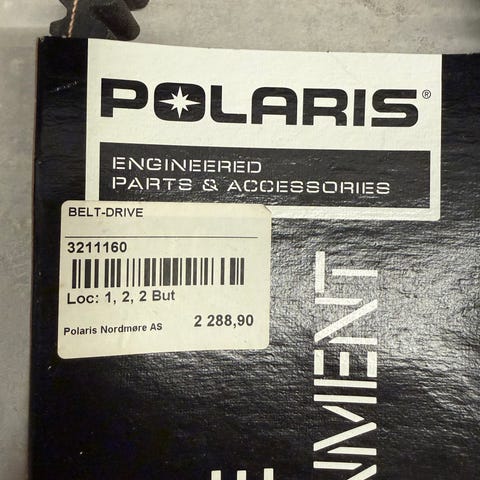 POLARIS®
ENGINEERED
PARTS & ACCESSORIES
BELT-DRIVE
3211160
Loc: 1, 2, 2 But
Polaris Nordmøre AS 2 288,90